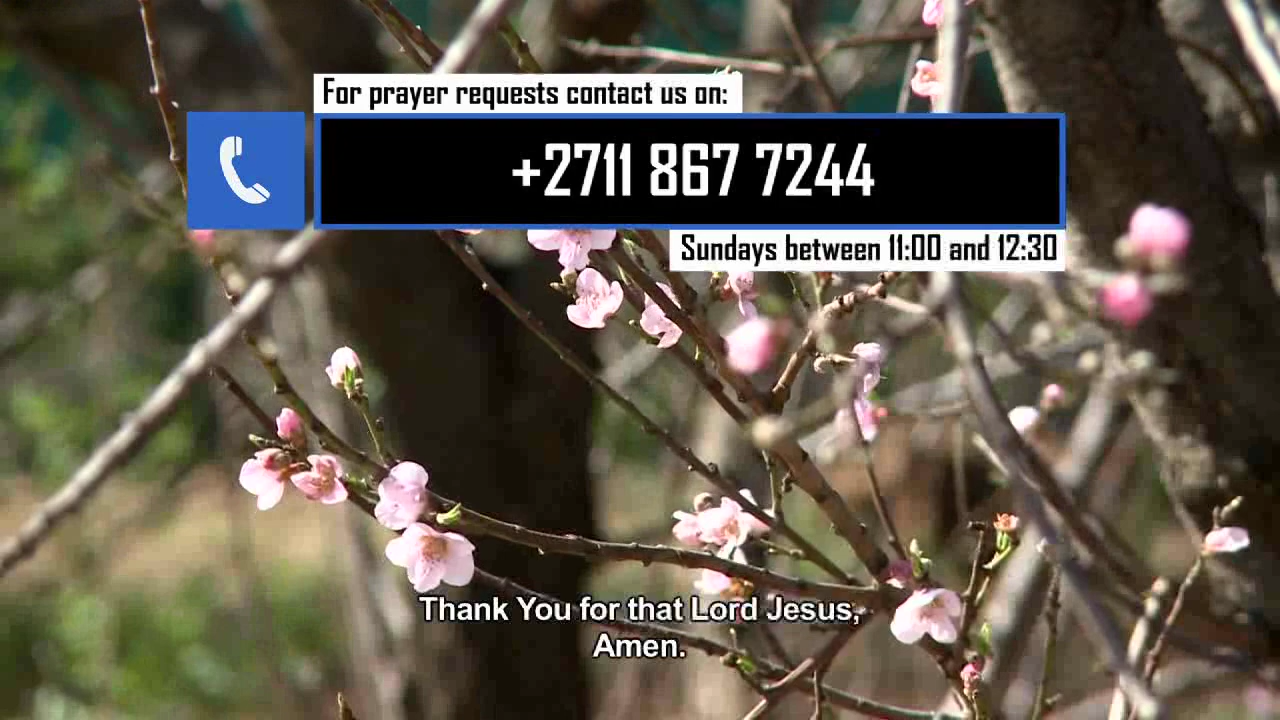 For prayer requests contact us on:
+2711 867 7244
Sundays between 11:00 and 12:30
Thank You for that Lord Jesus,
Amen.